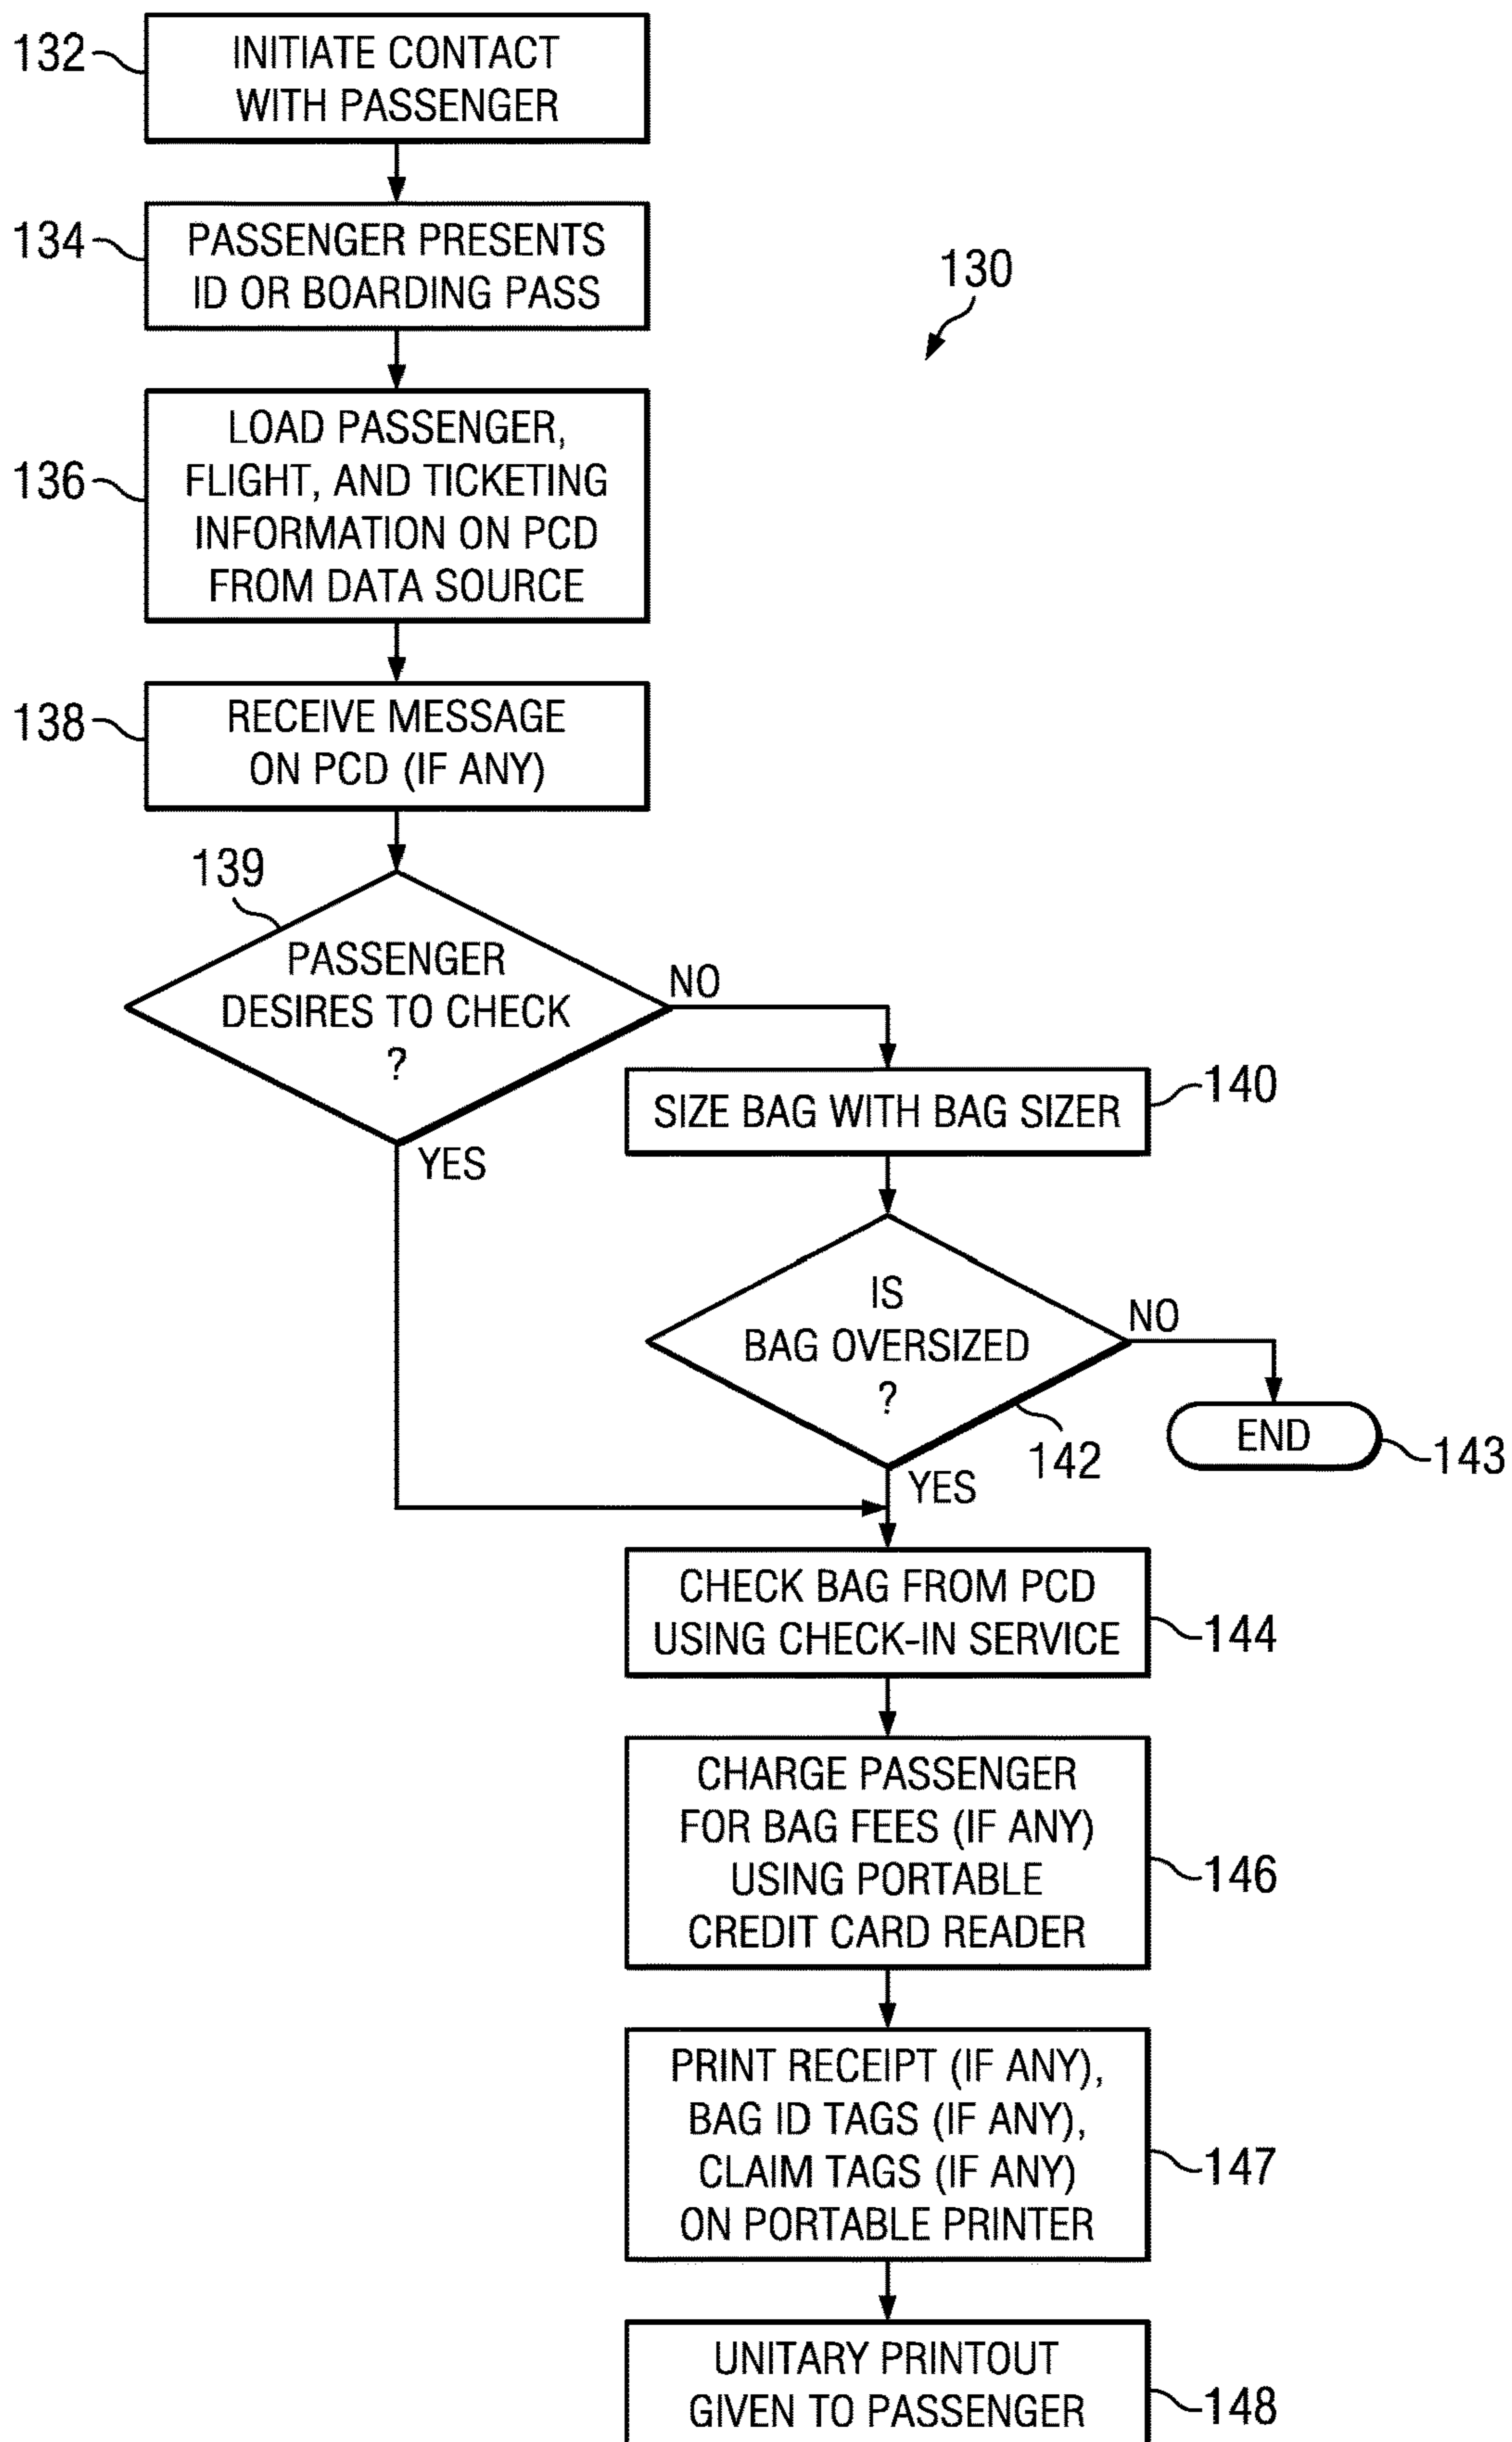 132
INITIATE CONTACT
WITH PASSENGER
134
PASSENGER PRESENTS
ID OR BOARDING PASS
130
136
LOAD PASSENGER,
FLIGHT, AND TICKETING
INFORMATION ON PCD
FROM DATA SOURCE
138
RECEIVE MESSAGE
ON PCD (IF ANY)
139
PASSENGER
DESIRES TO CHECK
?
NO
YES
SIZE BAG WITH BAG SIZER
140
IS
BAG OVERSIZED
?
NO
142
YES
END
143
CHECK BAG FROM PCD
USING CHECK-IN SERVICE
144
CHARGE PASSENGER
FOR BAG FEES (IF ANY)
USING PORTABLE
CREDIT CARD READER
146
PRINT RECEIPT (IF ANY),
BAG ID TAGS (IF ANY),
CLAIM TAGS (IF ANY)
ON PORTABLE PRINTER
147
UNITARY PRINTOUT
GIVEN TO PASSENGER
148